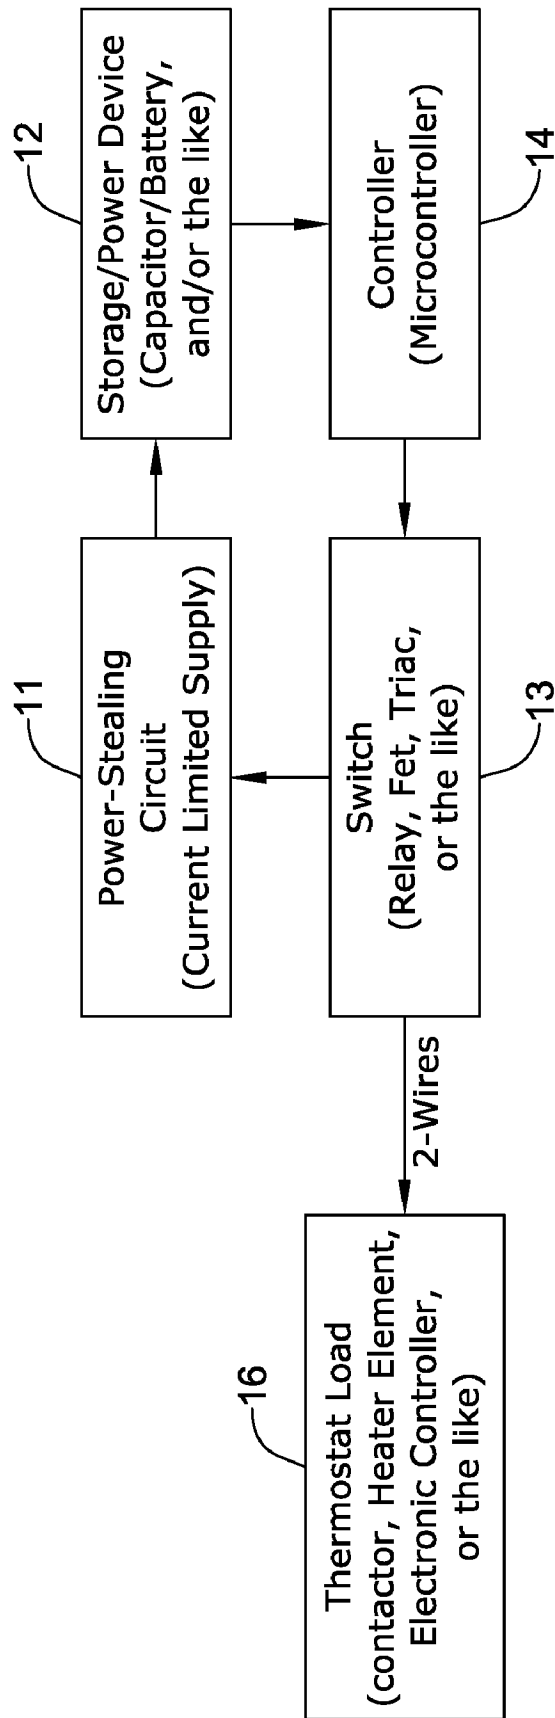 16
Thermostat Load
(contactor, Heater Element,
Electronic Controller,
or the like)
2-Wires
11
Power-Stealing
Circuit
(Current Limited Supply)
12
Storage/Power Device
(Capacitor/Battery,
and/or the like)
Switch
(Relay, Fet, Triac,
or the like)
13
Controller
(Microcontroller)
14